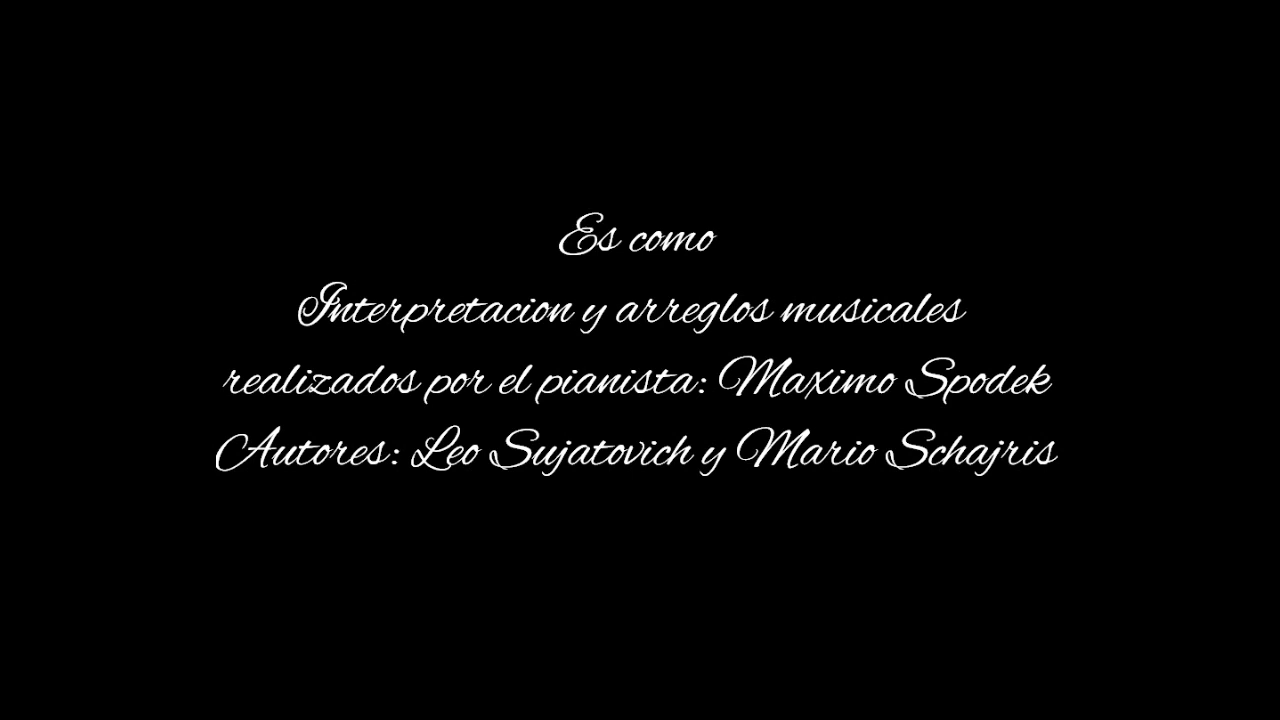 Es como
Interpretacion y arreglos musicales
realizados por el pianista: Maximo Spodek
Autores: Leo Sujatovich y Mario Schajris